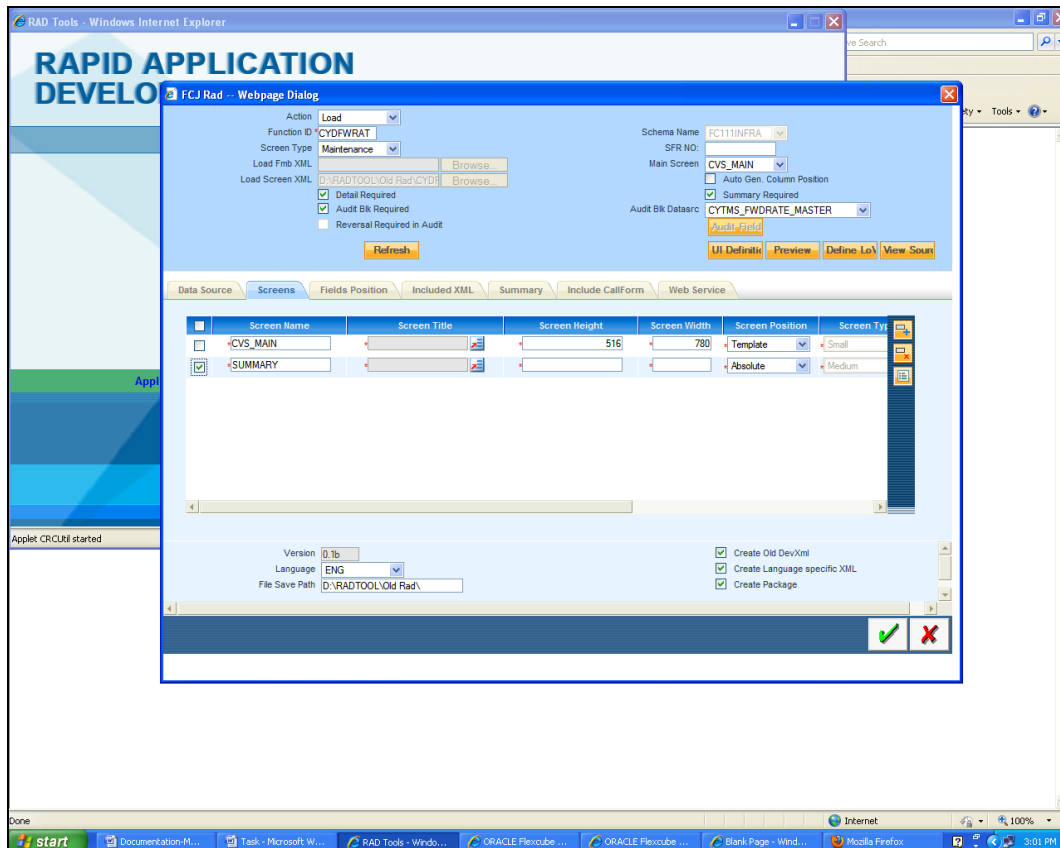 RAD Tools - Windows Internet Explorer
ve Search
RAPID APPLICATION
DEVELO
ety Tools
FCJ Rad -- Webpage Dialog
Action Load
Function ID *CYDFWRAT
Schema Name FC111INFRA
Screen Type Maintenance
SFR NO:
Load Fmb XML Browse...
Main Screen CVS_MAIN
Load Screen XML D:\RADTOOL\Old Rad\CYDF Browse...
Auto Gen. Column Position
Detail Required
Summary Required
Audit Blk Required
Audit Blk Datasrc CYTMS_FWDRATE_MASTER
Reversal Required in Audit
Audit Field
Refresh
UI Definitic Preview Define LoV View Sour
Data Source Screens Fields Position Included XML Summary Include CallForm Web Service
Screen Name Screen Title Screen Height Screen Width Screen Position Screen Typ
*CVS_MAIN * * 516 * 780 * Template * Small
*SUMMARY * * * * Absolute * Medium
Appl
Applet CRCUtil started
Version 0.1b
Create Old DevXml
Language ENG
Create Language specific XML
File Save Path D:\RADTOOL\Old Rad\
Create Package
Done
Internet
100%
start
Documentation-M...
Task - Microsoft W...
RAD Tools - Windo...
ORACLE Flexcube ...
ORACLE Flexcube ...
Blank Page - Wind...
Mozilla Firefox
3:01 PM